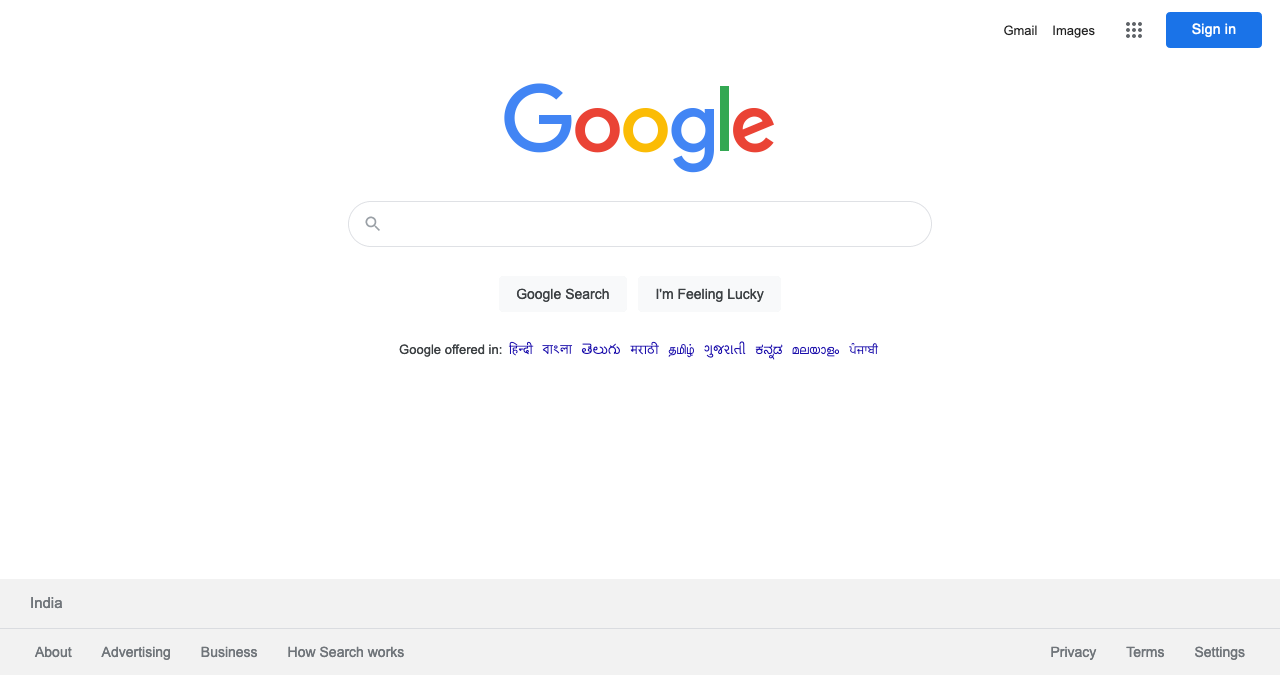 Gmail Images Sign in
Google
Google Search I'm Feeling Lucky
Google offered in: हिन्दी বাংলা తెలుగు मराठी தமிழ் ગુજરાતી ಕನ್ನಡ മലയാളം ਪੰਜਾਬੀ
India
About Advertising Business How Search works Privacy Terms Settings